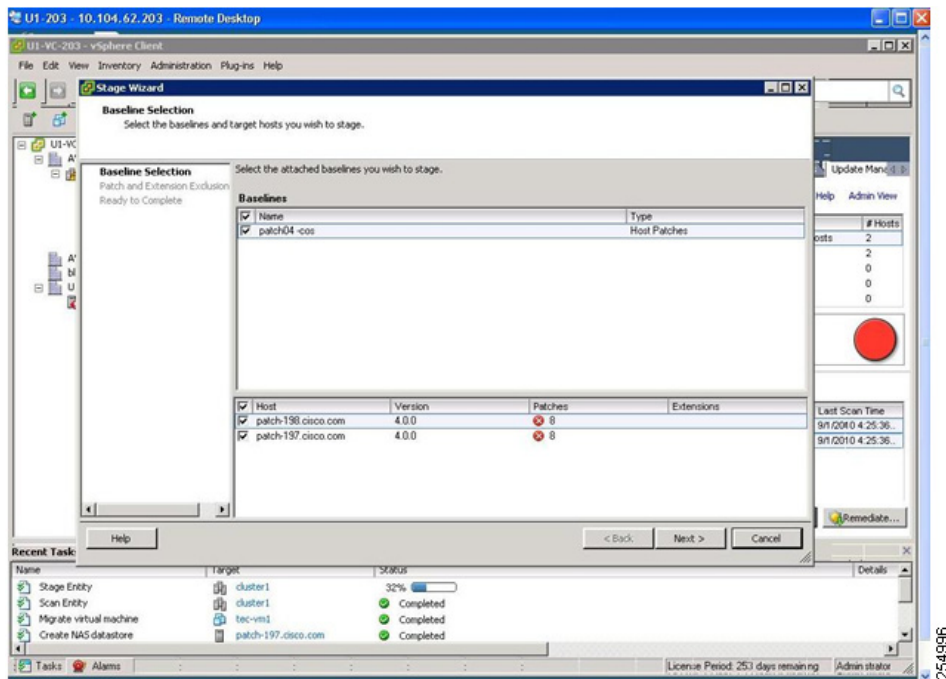 U1-203 - 10.104.62.203 - Remote Desktop
U1-VC-203 - vSphere Client
File Edit View Inventory Administration Plug-ins Help
Stage Wizard
Baseline Selection
Select the baselines and target hosts you wish to stage.
U1-VC
Baseline Selection
Patch and Extension Exclusion
Ready to Complete
Select the attached baselines you wish to stage.
Baselines
Name Type
patch04 -cos Host Patches
Update Mana
Help Admin View
# Hosts
osts 2
2
0
0
0
Host Version Patches Extensions
patch-198.cisco.com 4.0.0 8
patch-197.cisco.com 4.0.0 8
Last Scan Time
9/1/2010 4:25:36..
9/1/2010 4:25:36..
Remediate...
Help < Back Next > Cancel
Recent Task
Name Target Status Details
Stage Entity cluster1 32%
Scan Entity cluster1 Completed
Migrate virtual machine tec-vm1 Completed
Create NAS datastore patch-197.cisco.com Completed
Tasks Alarms License Period: 253 days remaining Administrator
254996